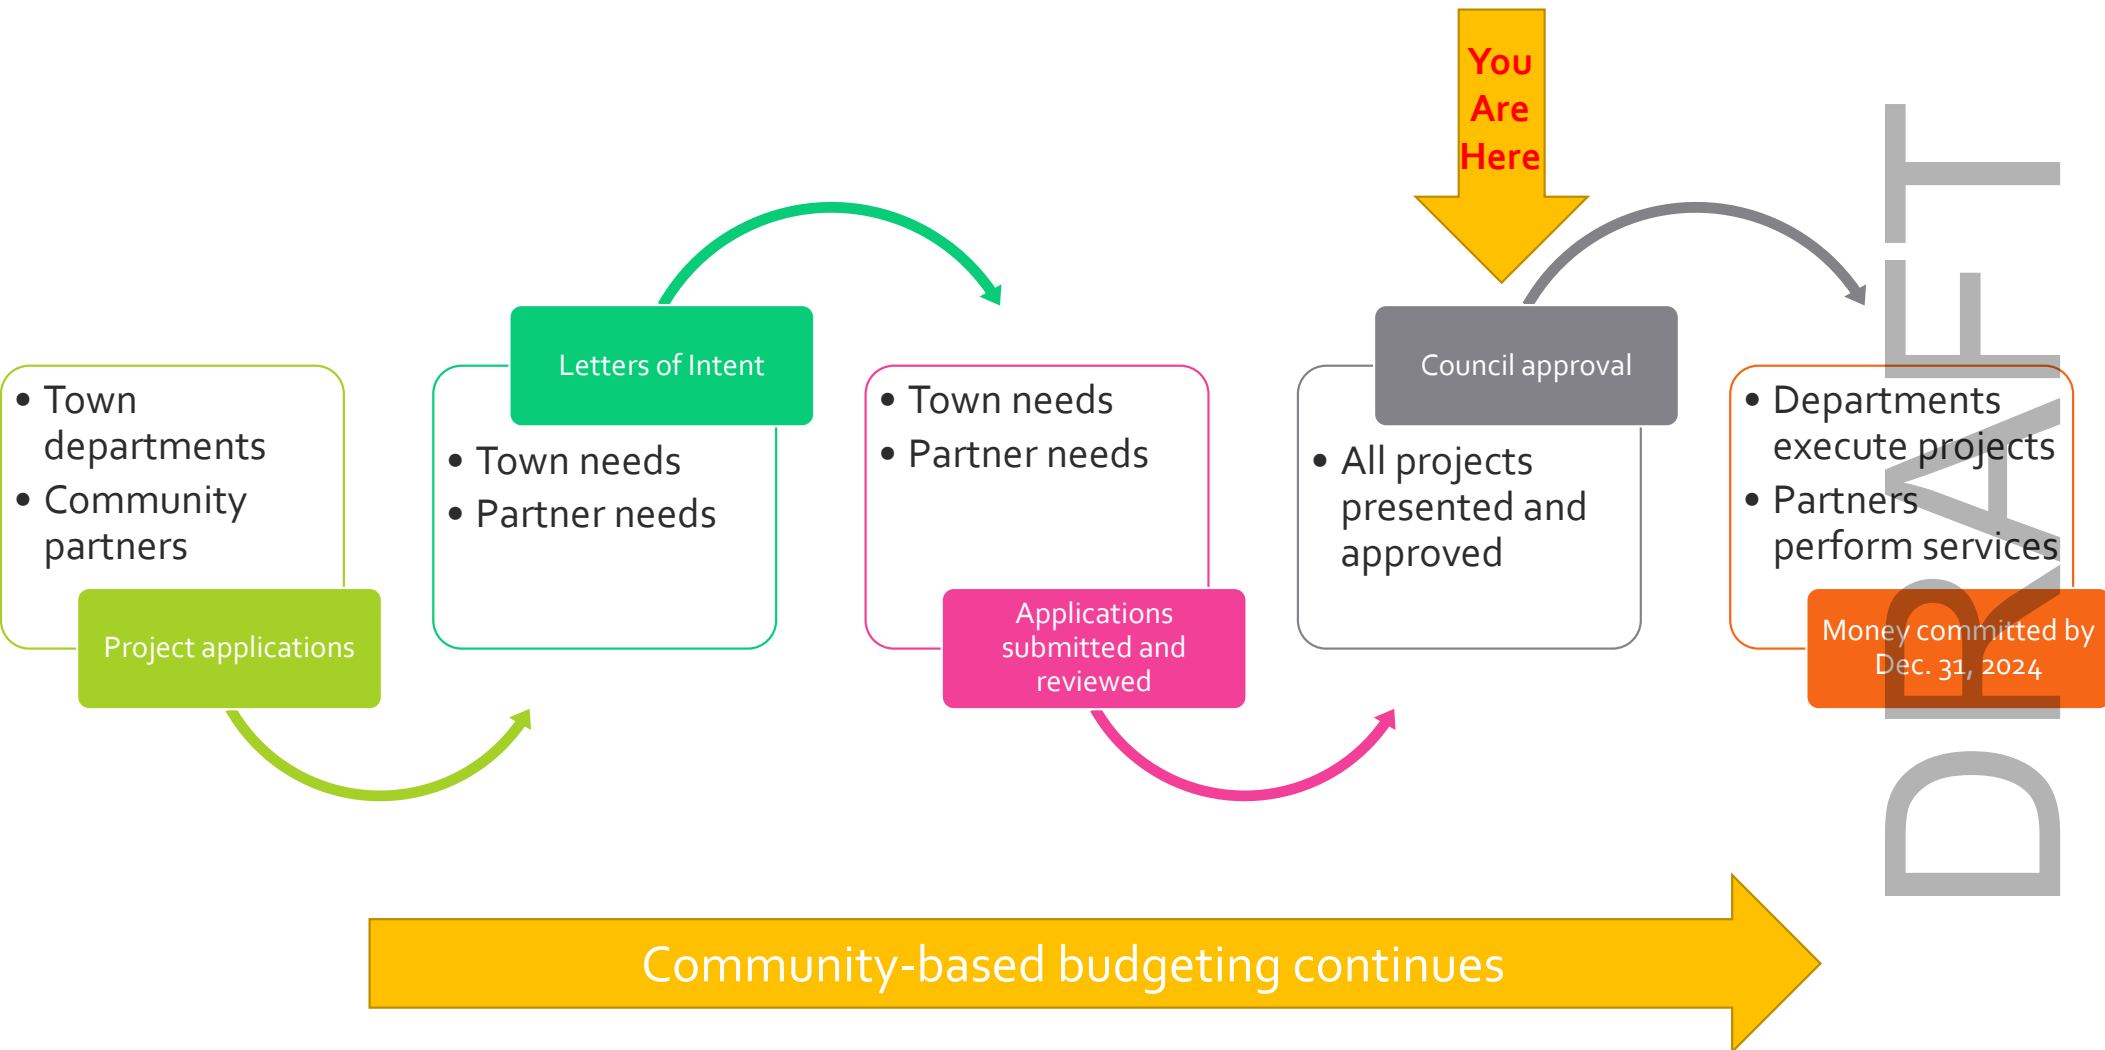 You
Are
Here
• Town
departments
• Community
partners
Project applications
Letters of Intent
• Town needs
• Partner needs
• Town needs
• Partner needs
Applications
submitted and
reviewed
Council approval
• All projects
presented and
approved
• Departments
execute projects
• Partners
perform services
Money committed by
Dec. 31, 2024
Community-based budgeting continues
DRAFT